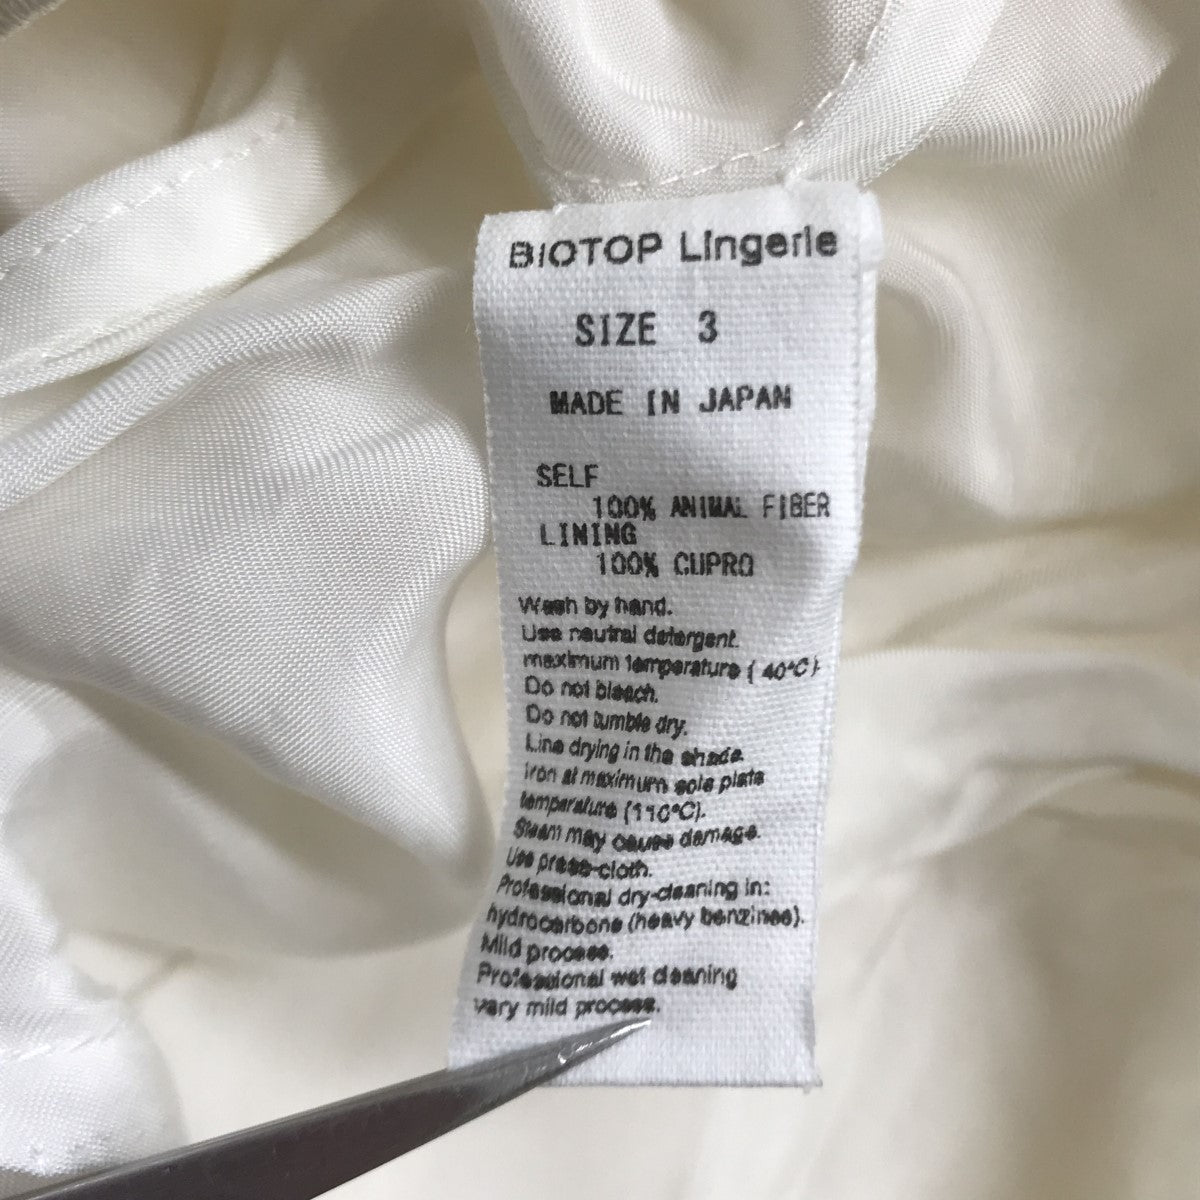 BIOTOP Lingerie
SIZE 3
MADE IN JAPAN
SELF
100% ANIMAL FIBER
LINING
100% CUPRO
Wash by hand.
Use neutral detergent.
maximum temperature ( 40°C).
Do not bleach.
Do not tumble dry.
Line drying in the shade.
Iron at maximum sole plate
temperature (110°C).
Steam may cause damage.
Use press-cloth.
Professional dry-cleaning in:
hydrocarbons (heavy benzines).
Mild process.
Professional wet cleaning
vary mild process.